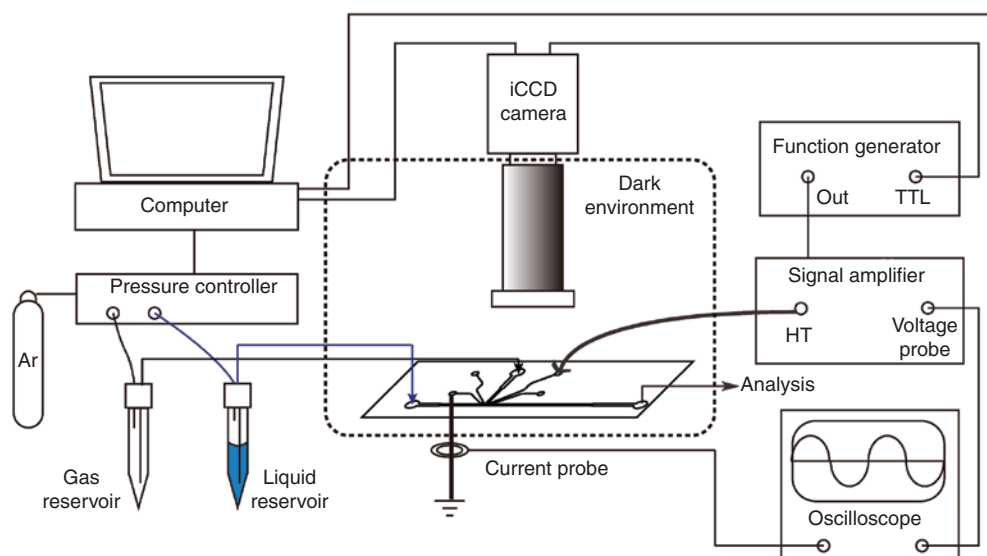 iCCD
camera
Function generator
Out
TTL
Dark
environment
Computer
Signal amplifier
HT
Voltage
probe
Pressure controller
Ar
Analysis
Gas
reservoir
Liquid
reservoir
Current probe
Oscilloscope